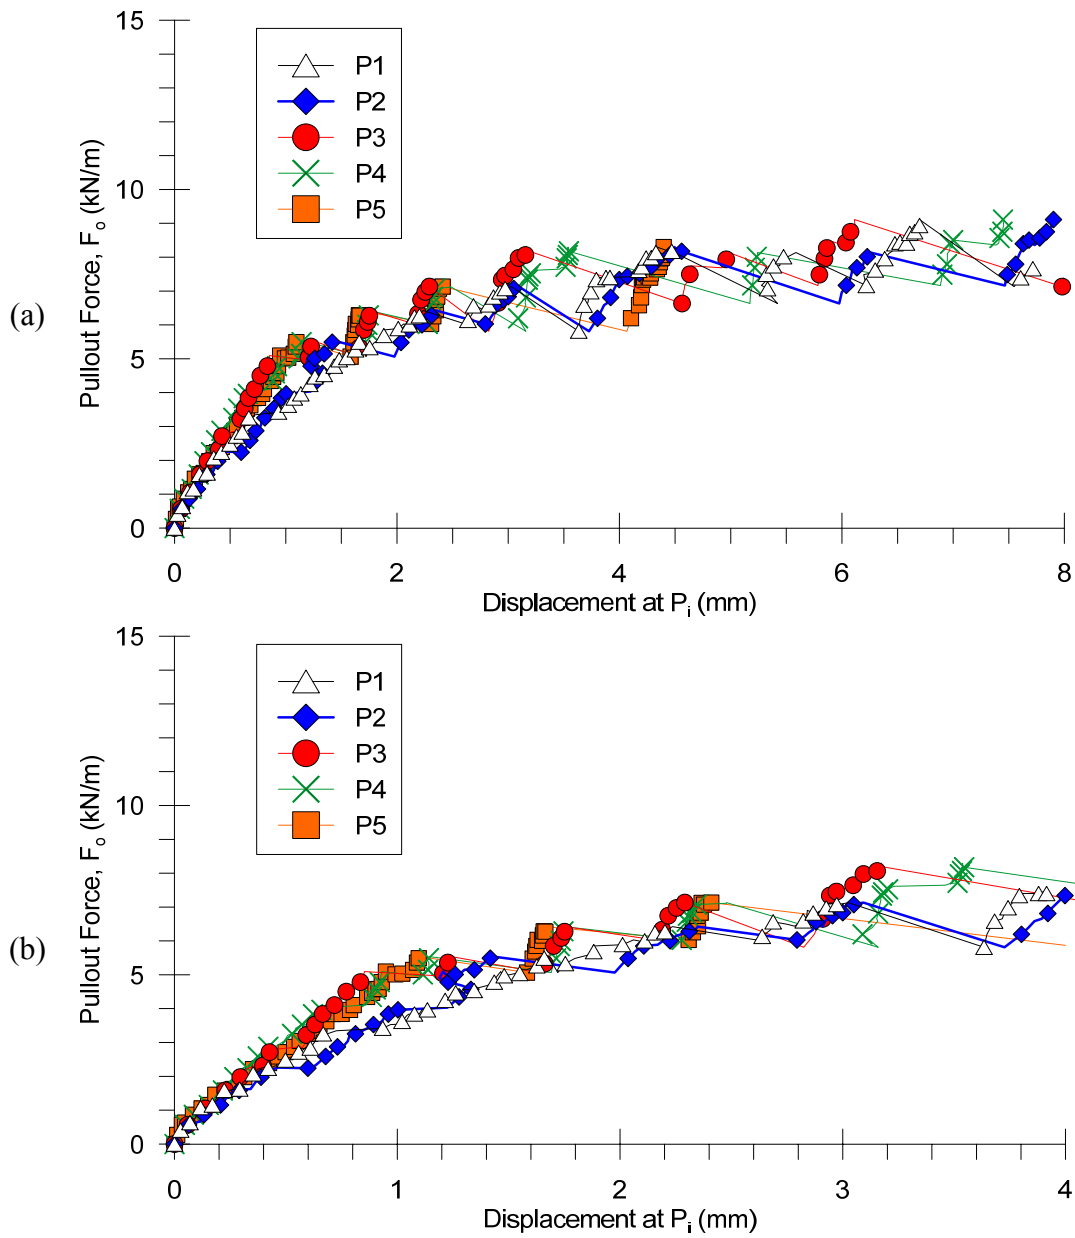 (a)
Pullout Force, Fₒ (kN/m)
15
10
5
0
P1
P2
P3
P4
P5
0 2 4 6 8
Displacement at Pᵢ (mm)
(b)
Pullout Force, Fₒ (kN/m)
15
10
5
0
P1
P2
P3
P4
P5
0 1 2 3 4
Displacement at Pᵢ (mm)